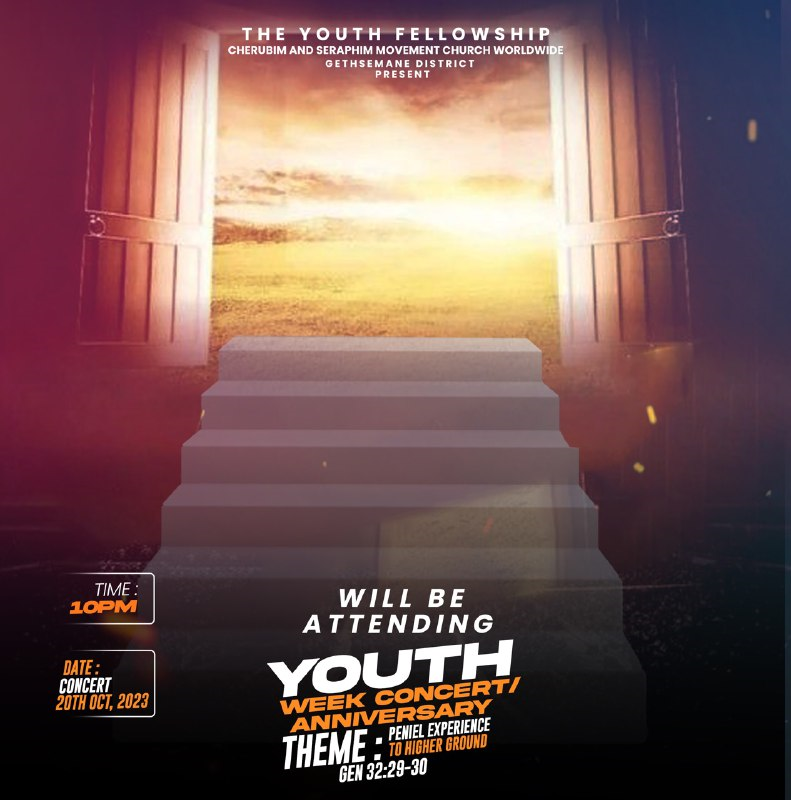 THE YOUTH FELLOWSHIP
CHERUBIM AND SERAPHIM MOVEMENT CHURCH WORLDWIDE
GETHSEMANE DISTRICT
PRESENT
TIME :
10PM
DATE :
CONCERT
20TH OCT, 2023
WILL BE
ATTENDING
YOUTH
WEEK CONCERT/
ANNIVERSARY
THEME : PENIEL EXPERIENCE
TO HIGHER GROUND
GEN 32:29-30